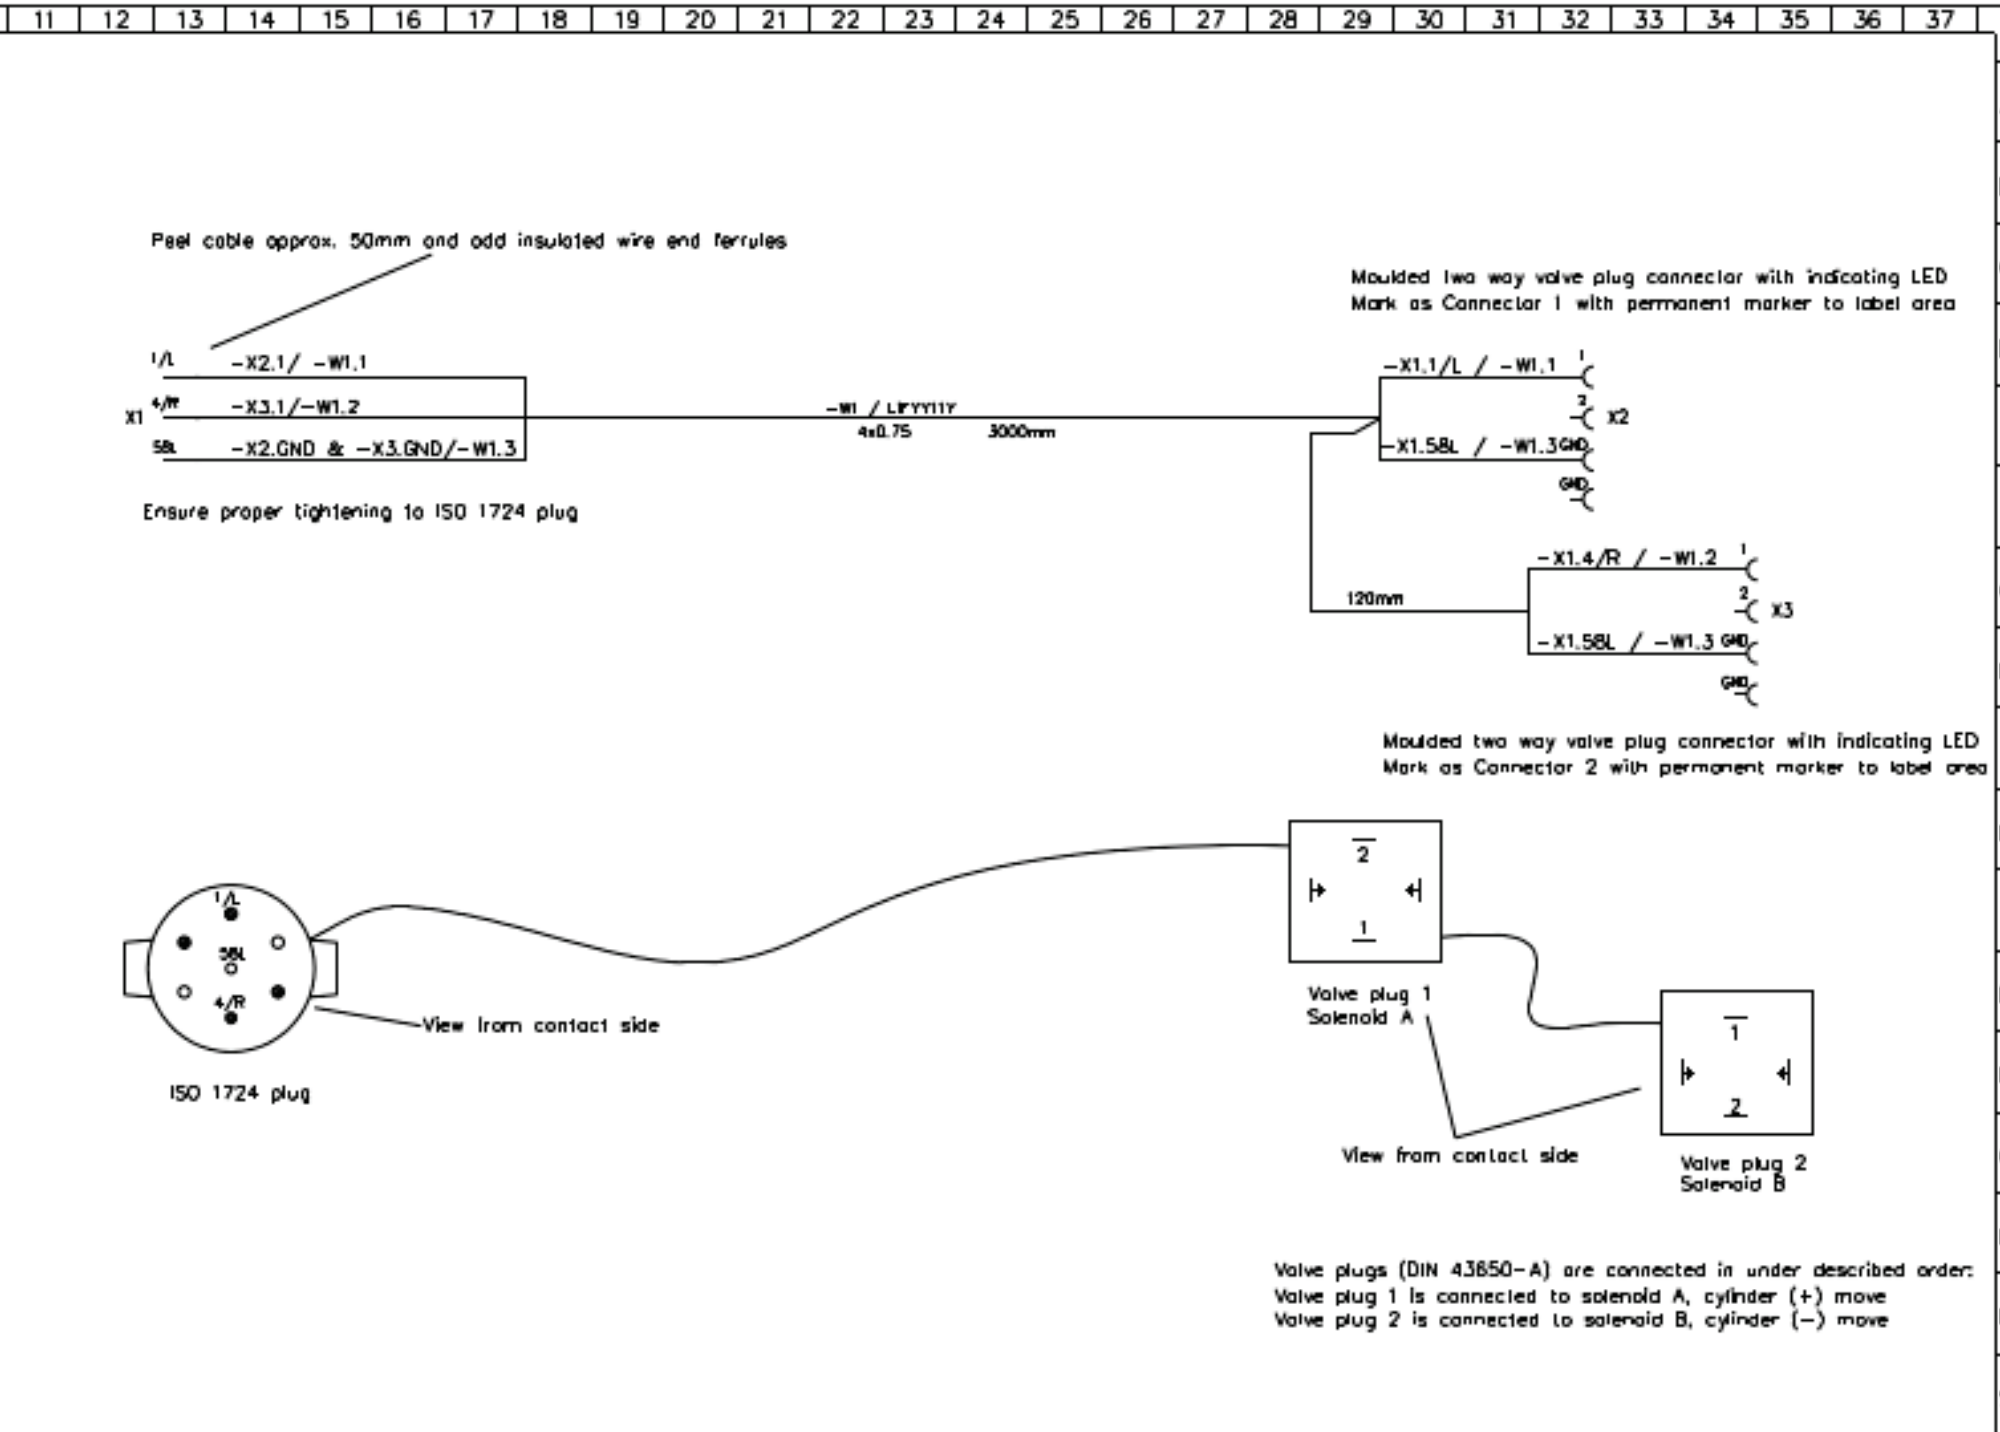 11 12 13 14 15 16 17 18 19 20 21 22 23 24 25 26 27 28 29 30 31 32 33 34 35 36 37
Peel cable approx. 50mm and add insulated wire end ferrules
Moulded two way valve plug connector with indicating LED
Mark as Connector 1 with permanent marker to label area
1/L -X2.1/ -W1.1
4/R -X3.1/-W1.2
X1
58L -X2.GND & -X3.GND/-W1.3
Ensure proper tightening to ISO 1724 plug
-W1 /
4x0.75 3000mm
-X1.1/L / -W1.1 1
2
X2
-X1.58L / -W1.3 GND
GND
-X1.4/R / -W1.2 1
2
X3
120mm
-X1.58L / -W1.3 GND
GND
Moulded two way valve plug connector with indicating LED
Mark as Connector 2 with permanent marker to label area
1/L
58L
4/R
View from contact side
ISO 1724 plug
2
1
Valve plug 1
Solenoid A
1
2
View from contact side
Valve plug 2
Solenoid B
Valve plugs (DIN 43650-A) are connected in under described order:
Valve plug 1 is connected to solenoid A, cylinder (+) move
Valve plug 2 is connected to solenoid B, cylinder (-) move